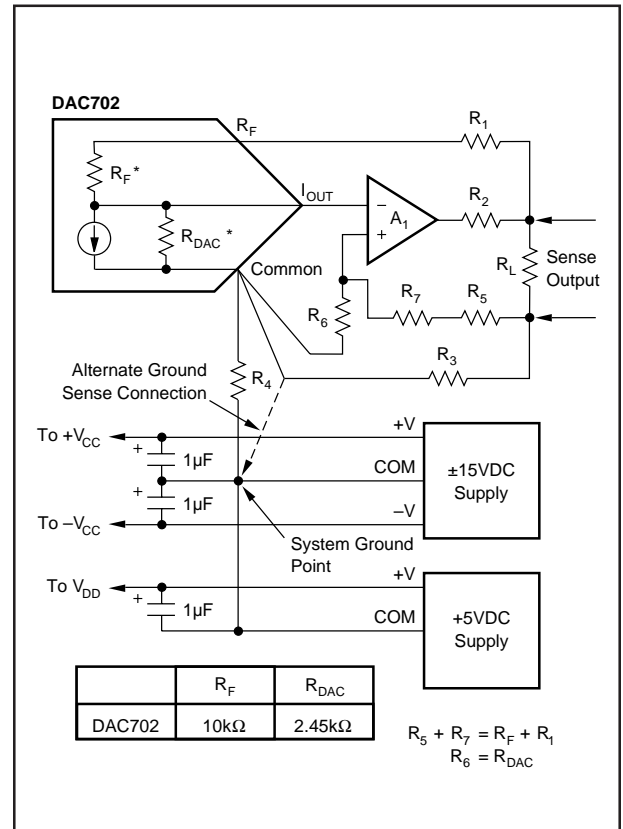 DAC702
R_F
R_1
R_F *
I_OUT
R_DAC *
−
+
A_1
R_2
R_L
Sense
Output
Common
R_6
R_7
R_5
R_4
R_3
Alternate Ground
Sense Connection
To +V_CC
+
1µF
+V
COM
±15VDC
Supply
+
1µF
To −V_CC
−V
System Ground
Point
To V_DD
+
1µF
+V
COM
+5VDC
Supply
R_F R_DAC
DAC702 10kΩ 2.45kΩ
R_5 + R_7 = R_F + R_1
R_6 = R_DAC